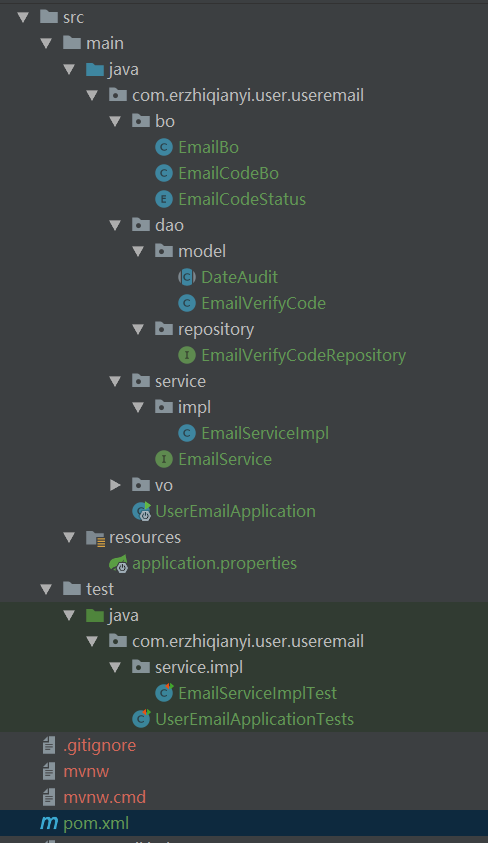 src
main
java
com.erzhiqianyi.user.useremail
bo
EmailBo
EmailCodeBo
EmailCodeStatus
dao
model
DateAudit
EmailVerifyCode
repository
EmailVerifyCodeRepository
service
impl
EmailServiceImpl
EmailService
vo
UserEmailApplication
resources
application.properties
test
java
com.erzhiqianyi.user.useremail
service.impl
EmailServiceImplTest
UserEmailApplicationTests
.gitignore
mvnw
mvnw.cmd
pom.xml